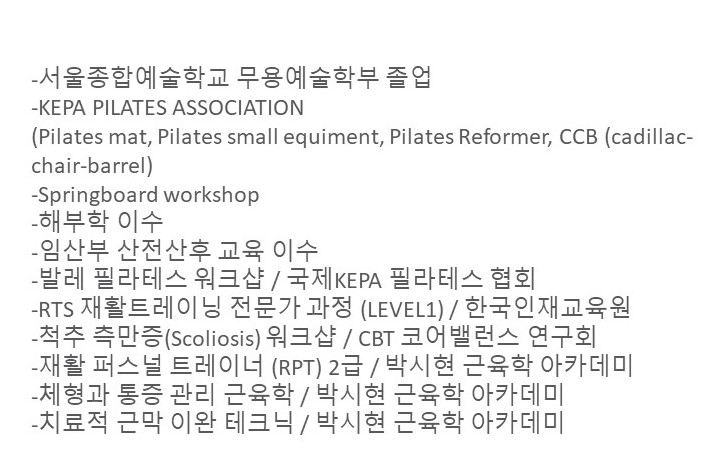 -서울종합예술학교 무용예술학부 졸업
-KEPA PILATES ASSOCIATION
(Pilates mat, Pilates small equiment, Pilates Reformer, CCB (cadillac-
chair-barrel)
-Springboard workshop
-해부학 이수
-임산부 산전산후 교육 이수
-발레 필라테스 워크샵 / 국제KEPA 필라테스 협회
-RTS 재활트레이닝 전문가 과정 (LEVEL1) / 한국인재교육원
-척추 측만증(Scoliosis) 워크샵 / CBT 코어밸런스 연구회
-재활 퍼스널 트레이너 (RPT) 2급 / 박시현 근육학 아카데미
-체형과 통증 관리 근육학 / 박시현 근육학 아카데미
-치료적 근막 이완 테크닉 / 박시현 근육학 아카데미